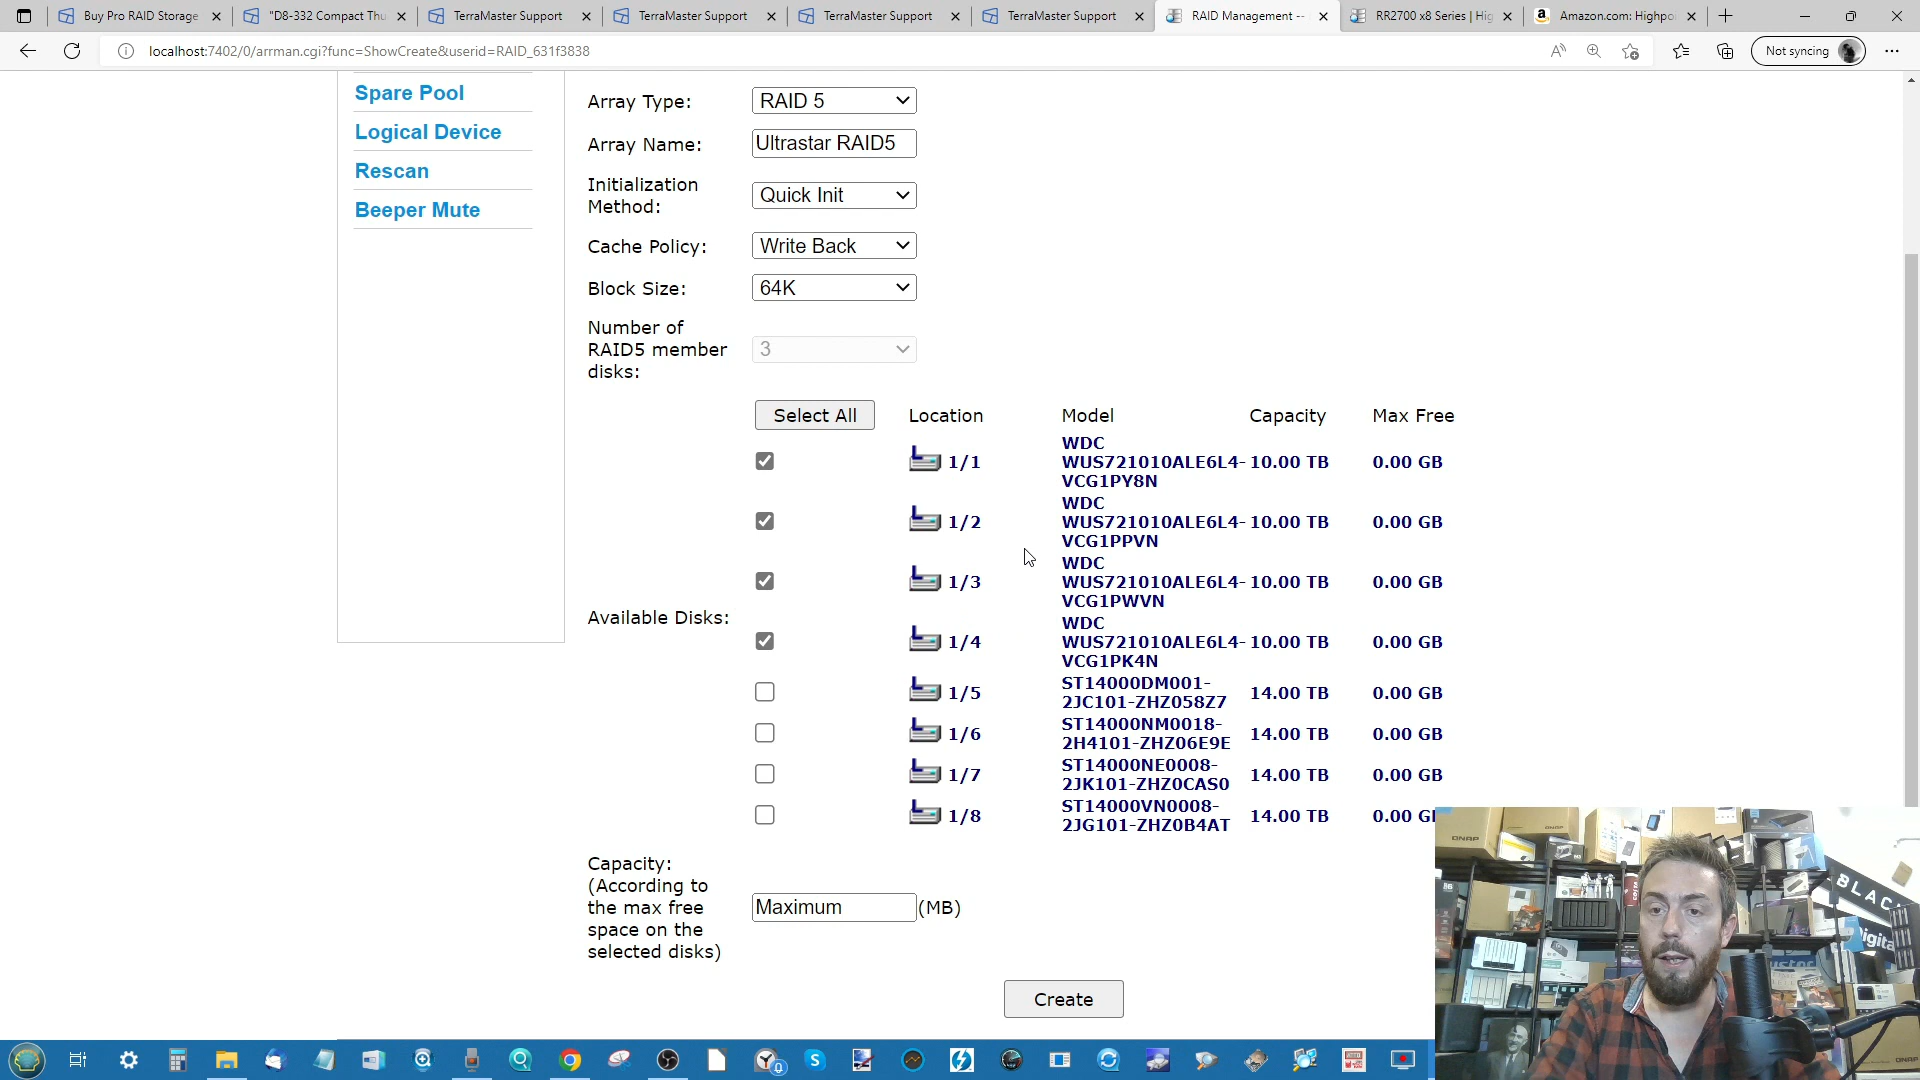 Buy Pro RAID Storage
"D8-332 Compact Thu
TerraMaster Support
TerraMaster Support
TerraMaster Support
TerraMaster Support
RAID Management --
RR2700 x8 Series | Hig
Amazon.com: Highpoi
localhost:7402/0/arrman.cgi?func=ShowCreate&userid=RAID_631f3838
Not syncing
Spare Pool
Logical Device
Rescan
Beeper Mute
Array Type:
RAID 5
Array Name:
Ultrastar RAID5
Initialization
Method:
Quick Init
Cache Policy:
Write Back
Block Size:
64K
Number of
RAID5 member
disks:
3
Select All
Location
Model
Capacity
Max Free
1/1
WDC
WUS721010ALE6L4-
VCG1PY8N
10.00 TB
0.00 GB
1/2
WDC
WUS721010ALE6L4-
VCG1PPVN
10.00 TB
0.00 GB
1/3
WDC
WUS721010ALE6L4-
VCG1PWVN
10.00 TB
0.00 GB
Available Disks:
1/4
WDC
WUS721010ALE6L4-
VCG1PK4N
10.00 TB
0.00 GB
1/5
ST14000DM001-
2JC101-ZHZ058Z7
14.00 TB
0.00 GB
1/6
ST14000NM0018-
2H4101-ZHZ06E9E
14.00 TB
0.00 GB
1/7
ST14000NE0008-
2JK101-ZHZ0CAS0
14.00 TB
0.00 GB
1/8
ST14000VN0008-
2JG101-ZHZ0B4AT
14.00 TB
0.00 G
Capacity:
(According to
the max free
space on the
selected disks)
Maximum
(MB)
Create
QNAP
BLAC
igita